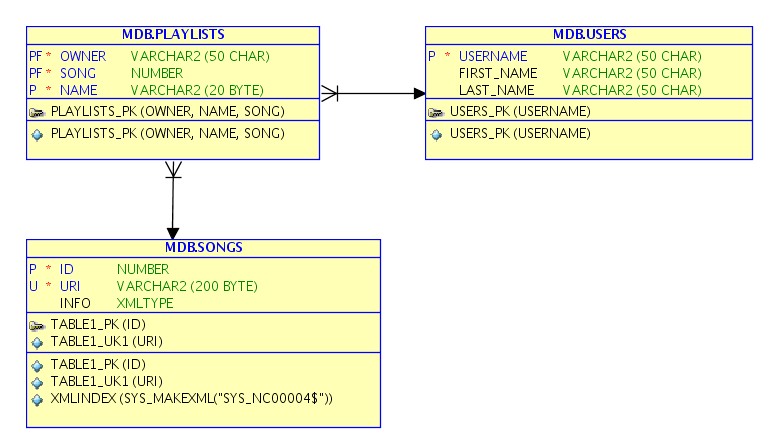 MDB.PLAYLISTS
PF * OWNER VARCHAR2 (50 CHAR)
PF * SONG NUMBER
P * NAME VARCHAR2 (20 BYTE)
PLAYLISTS_PK (OWNER, NAME, SONG)
PLAYLISTS_PK (OWNER, NAME, SONG)
MDB.USERS
P * USERNAME VARCHAR2 (50 CHAR)
FIRST_NAME VARCHAR2 (50 CHAR)
LAST_NAME VARCHAR2 (50 CHAR)
USERS_PK (USERNAME)
USERS_PK (USERNAME)
MDB.SONGS
P * ID NUMBER
U * URI VARCHAR2 (200 BYTE)
INFO XMLTYPE
TABLE1_PK (ID)
TABLE1_UK1 (URI)
TABLE1_PK (ID)
TABLE1_UK1 (URI)
XMLINDEX (SYS_MAKEXML("SYS_NC00004$"))